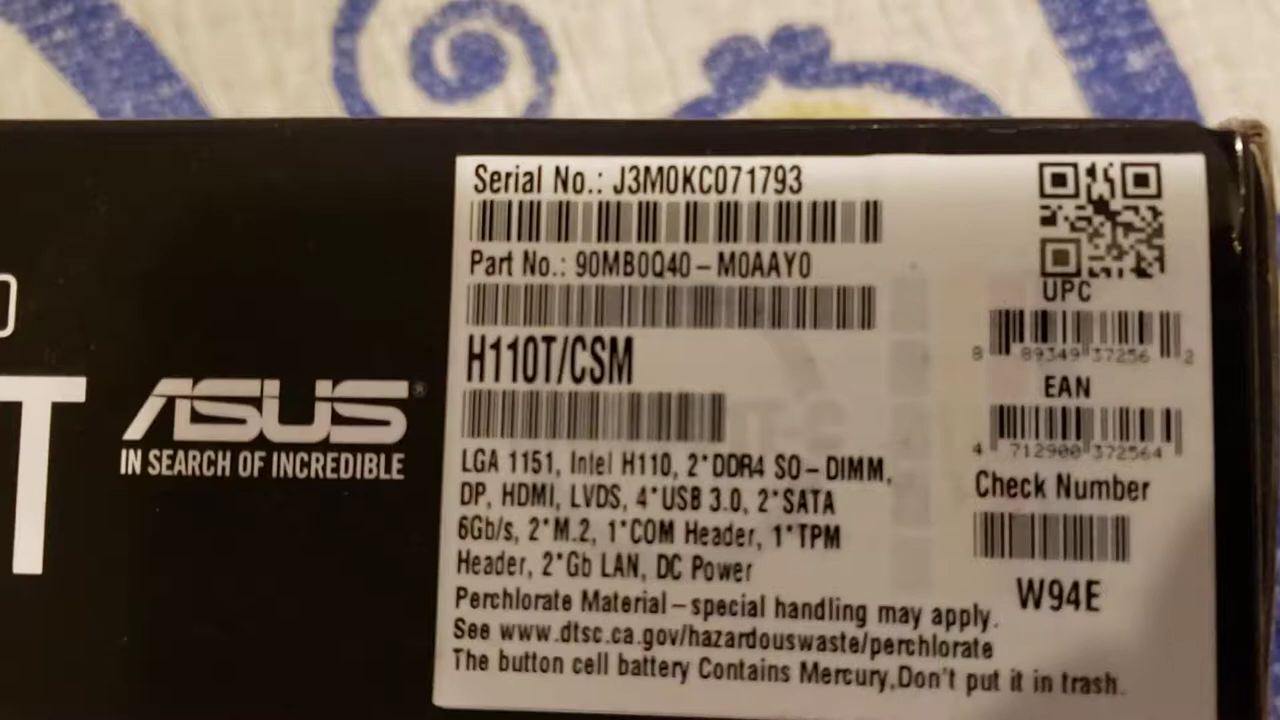 T
ASUS®
IN SEARCH OF INCREDIBLE
Serial No.: J3M0KC071793
Part No.: 90MB0Q40-M0AAY0
H110T/CSM
LGA 1151, Intel H110, 2*DDR4 SO-DIMM,
DP, HDMI, LVDS, 4*USB 3.0, 2*SATA
6Gb/s, 2*M.2, 1*COM Header, 1*TPM
Header, 2*Gb LAN, DC Power
Perchlorate Material-special handling may apply.
See www.dtsc.ca.gov/hazardouswaste/perchlorate
The button cell battery Contains Mercury,Don't put it in trash.
UPC
8 89349 37256 2
EAN
4 712900 372564
Check Number
W94E